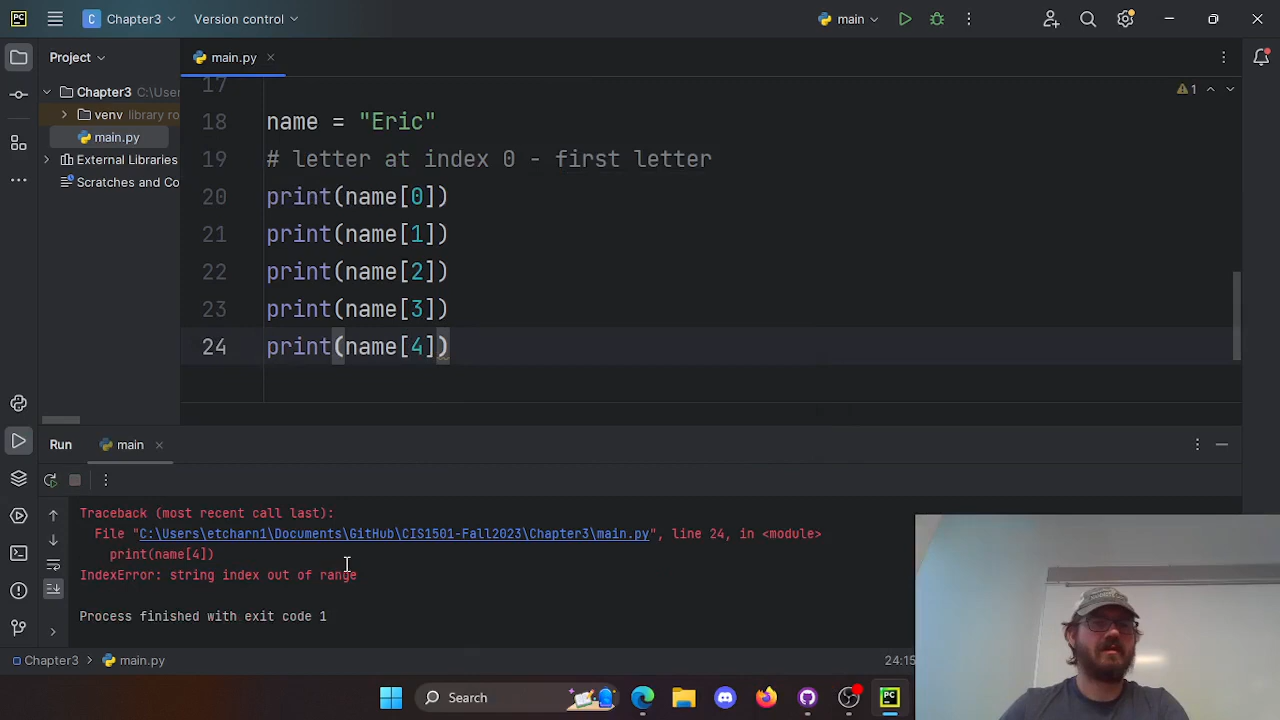 PC
C Chapter3
Version control
main
Project
main.py
Chapter3 C:\Users
venv library ro
main.py
External Libraries
Scratches and Co
1
17
18 name = "Eric"
19 # letter at index 0 - first letter
20 print(name[0])
21 print(name[1])
22 print(name[2])
23 print(name[3])
24 print(name[4])
Run
main
Traceback (most recent call last):
File "C:\Users\etcharn1\Documents\GitHub\CIS1501-Fall2023\Chapter3\main.py", line 24, in <module>
print(name[4])
IndexError: string index out of range
Process finished with exit code 1
Chapter3
main.py
24:15
Search
PC